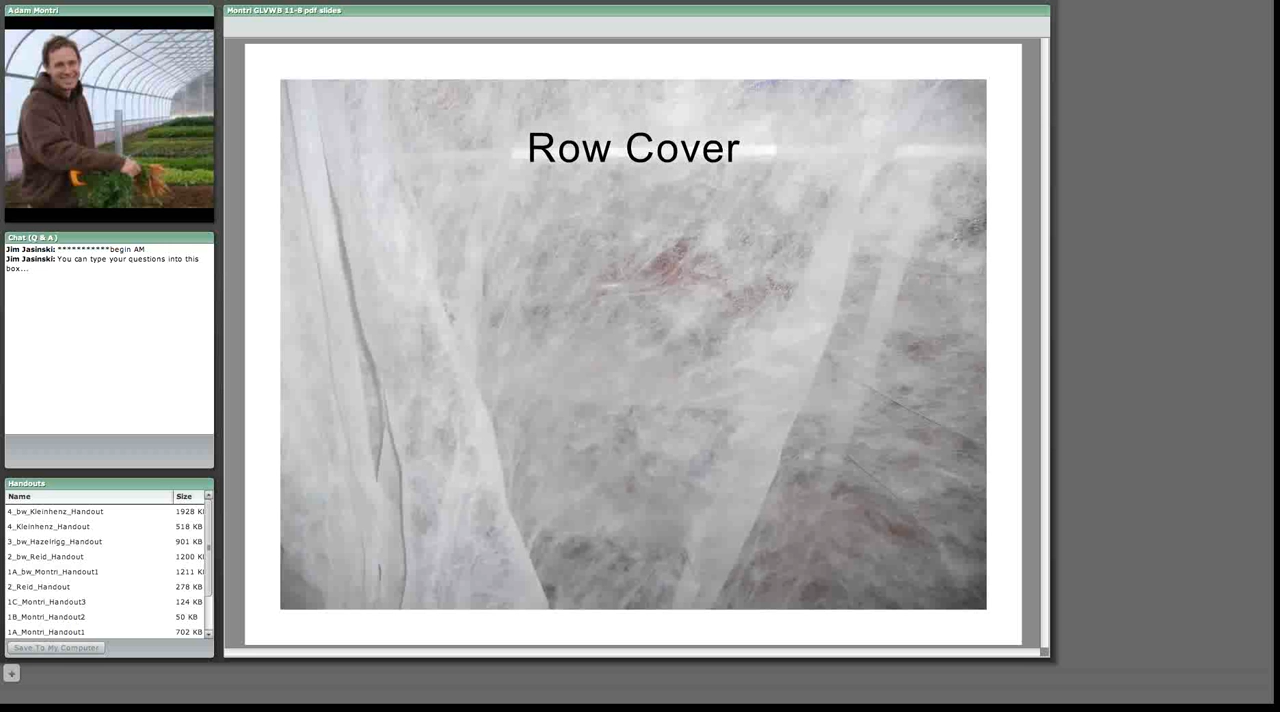 Adam Montri
Montri GLVWB 11-8 pdf slides
Row Cover
Chat (Q & A)
Jim Jasinski: ***********begin AM
Jim Jasinski: You can type your questions into this
box...
Handouts
Name Size
4_bw_Kleinhenz_Handout 1928 K
4_Kleinhenz_Handout 518 KB
3_bw_Hazelrigg_Handout 901 KB
2_bw_Reid_Handout 1200 K
1A_bw_Montri_Handout1 1211 K
2_Reid_Handout 278 KB
1C_Montri_Handout3 124 KB
1B_Montri_Handout2 50 KB
1A_Montri_Handout1 702 KB
Save To My Computer